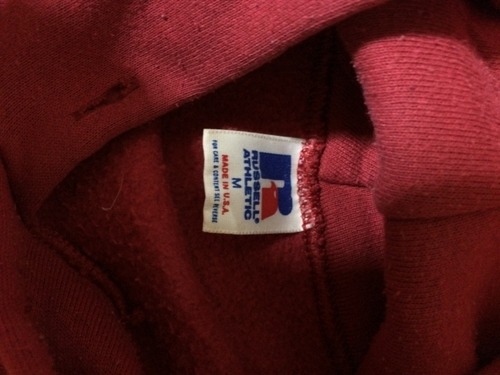 RUSSELL
ATHLETIC
M
MADE IN U.S.A.
FOR CARE & CONTENT SEE REVERSE